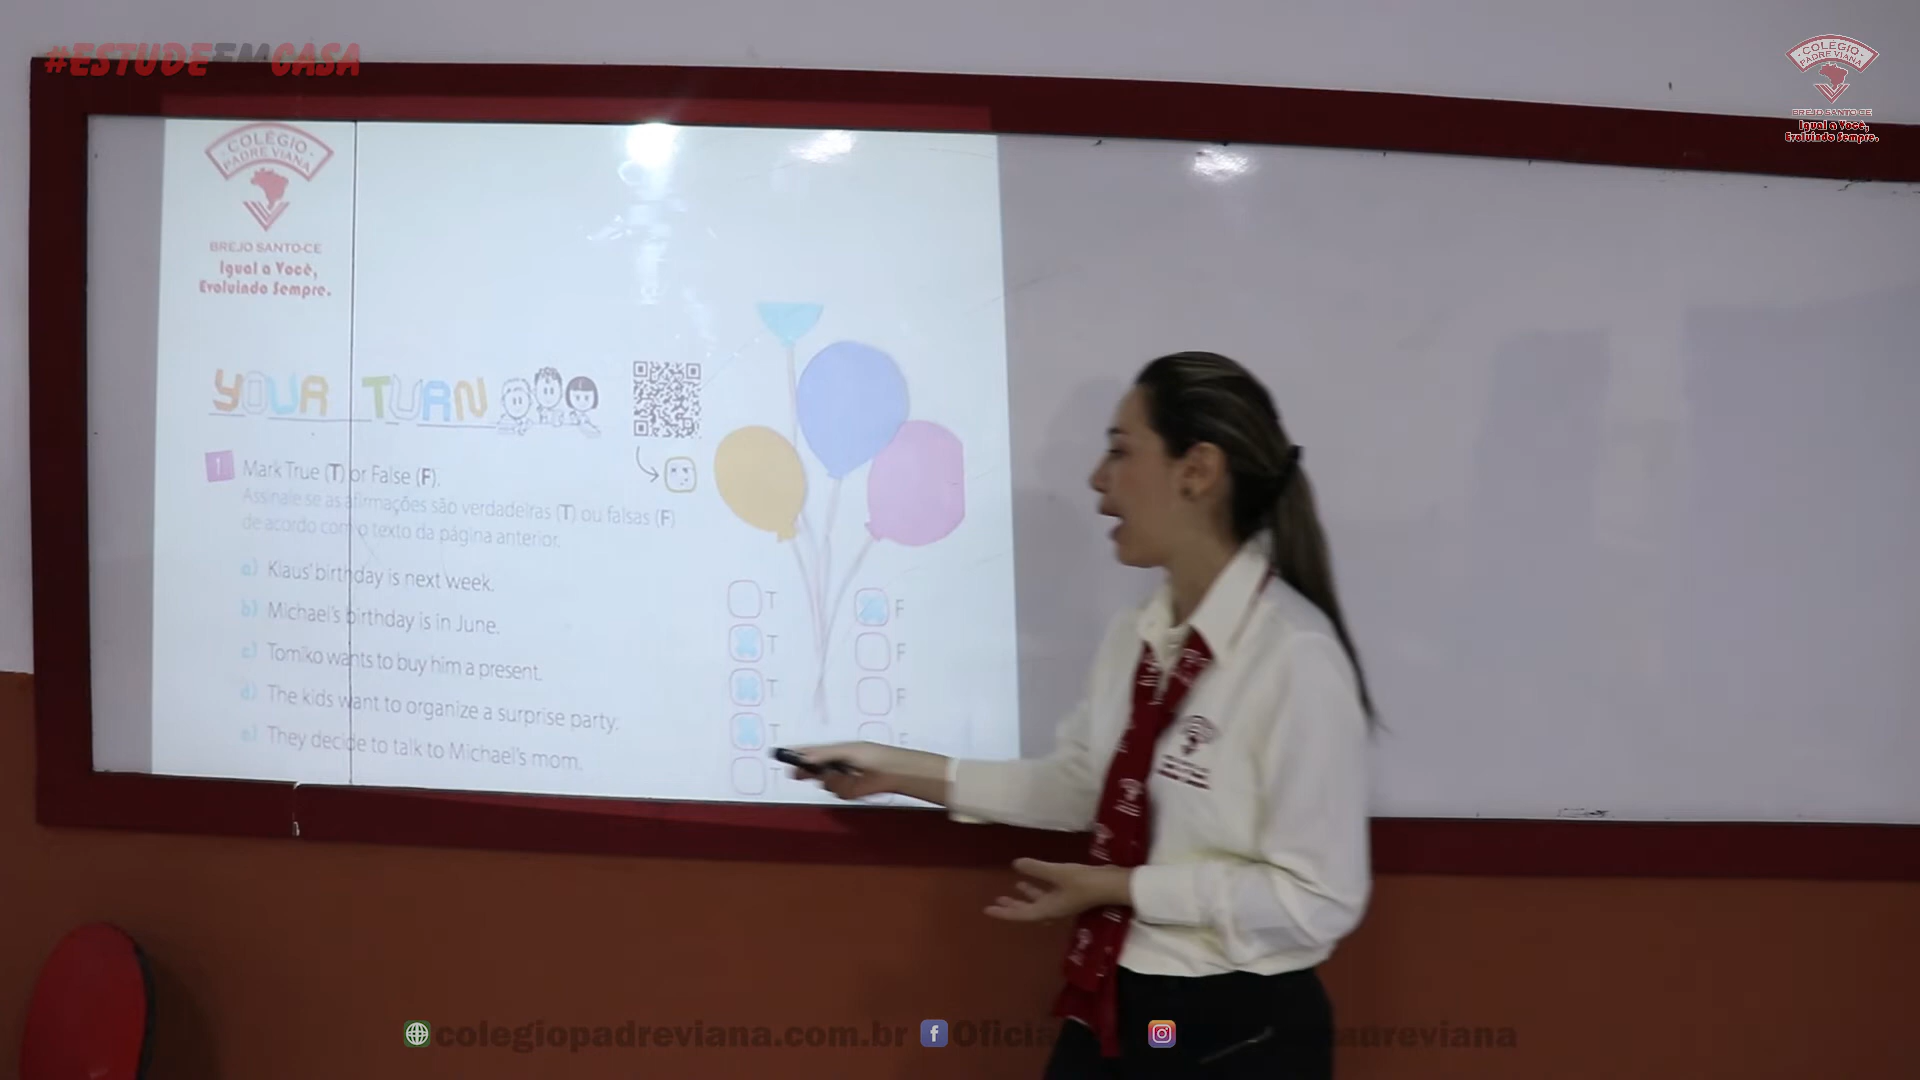 #ESTUDEEMCASA
COLÉGIO
PADRE VIANA
BREJO SANTO-CE
Igual a Você,
Evoluindo Sempre.
COLÉGIO
PADRE VIANA
BREJO SANTO-CE
Igual a Você,
Evoluindo Sempre.
YOUR TURN
1 Mark True (T) or False (F).
Assinale se as afirmações são verdadeiras (T) ou falsas (F)
de acordo com o texto da página anterior.
a) Klaus' birthday is next week. T F
b) Michael's birthday is in June. T F
c) Tomiko wants to buy him a present. T F
d) The kids want to organize a surprise party. T F
e) They decide to talk to Michael's mom. T
colegiopadreviana.com.br